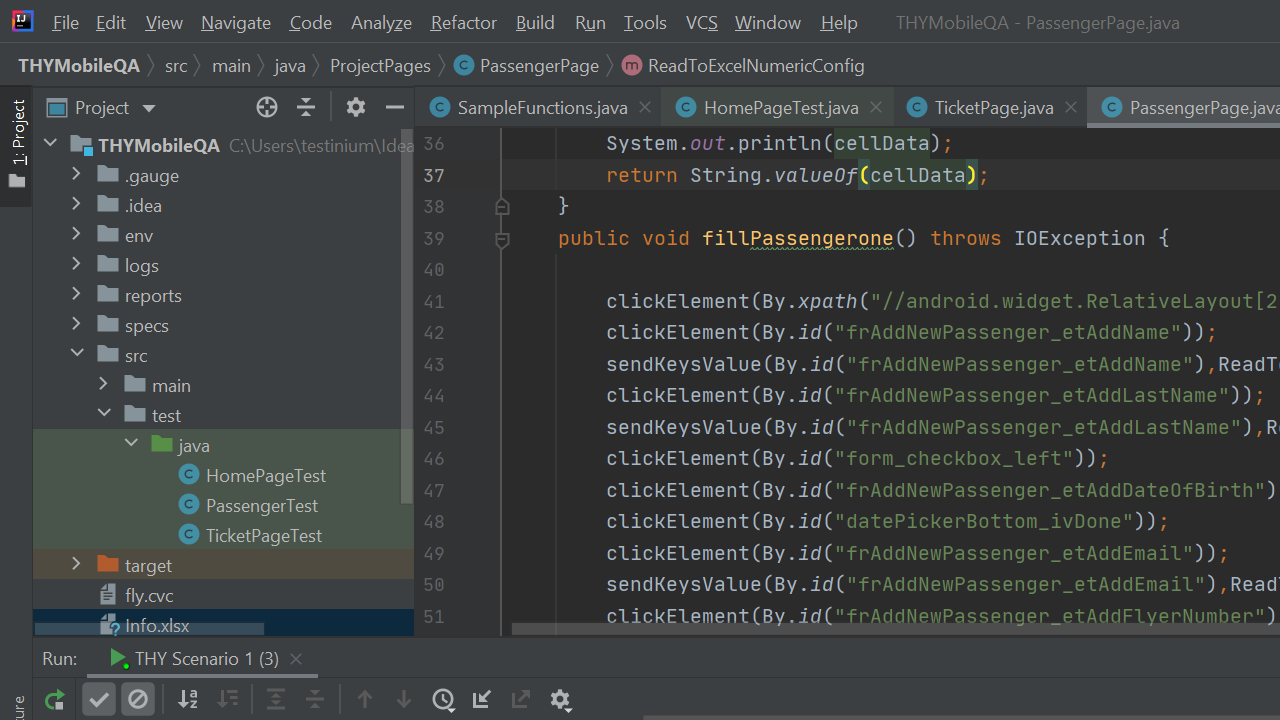 File Edit View Navigate Code Analyze Refactor Build Run Tools VCS Window Help THYMobileQA - PassengerPage.java
THYMobileQA src main java ProjectPages PassengerPage ReadToExcelNumericConfig
1: Project
Project
SampleFunctions.java HomePageTest.java TicketPage.java PassengerPage.java
THYMobileQA C:\Users\testinium\Idea
.gauge
.idea
env
logs
reports
specs
src
main
test
java
HomePageTest
PassengerTest
TicketPageTest
target
fly.cvc
Info.xlsx
36 System.out.println(cellData);
37 return String.valueOf(cellData);
38 }
39 public void fillPassengerone() throws IOException {
40
41 clickElement(By.xpath("//android.widget.RelativeLayout[2
42 clickElement(By.id("frAddNewPassenger_etAddName"));
43 sendKeysValue(By.id("frAddNewPassenger_etAddName"),ReadT
44 clickElement(By.id("frAddNewPassenger_etAddLastName"));
45 sendKeysValue(By.id("frAddNewPassenger_etAddLastName"),Re
46 clickElement(By.id("form_checkbox_left"));
47 clickElement(By.id("frAddNewPassenger_etAddDateOfBirth")
48 clickElement(By.id("datePickerBottom_ivDone"));
49 clickElement(By.id("frAddNewPassenger_etAddEmail"));
50 sendKeysValue(By.id("frAddNewPassenger_etAddEmail"),ReadT
51 clickElement(By.id("frAddNewPassenger_etAddFlyerNumber")
Run: THY Scenario 1 (3)